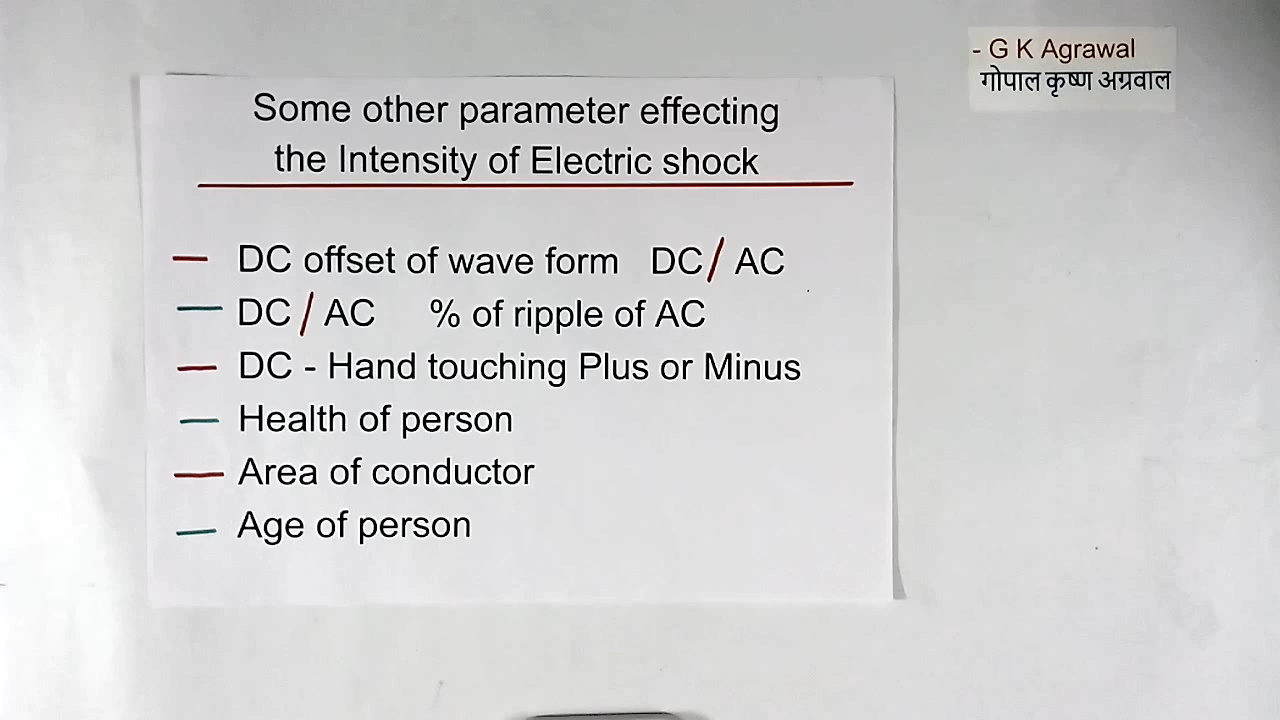 - G K Agrawal
गोपाल कृष्ण अग्रवाल
Some other parameter effecting
the Intensity of Electric shock
— DC offset of wave form DC / AC
— DC / AC % of ripple of AC
— DC - Hand touching Plus or Minus
— Health of person
— Area of conductor
— Age of person